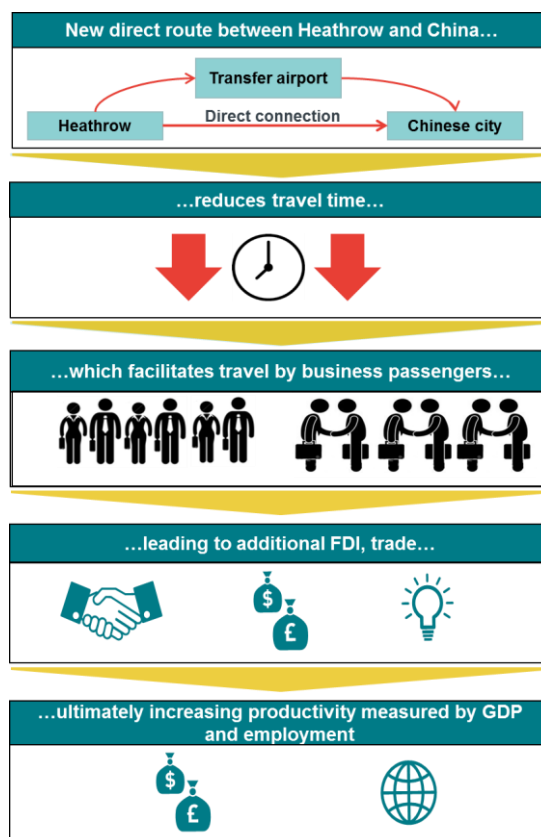 New direct route between Heathrow and China…
Transfer airport
Direct connection
Heathrow
Chinese city
…reduces travel time…
…which facilitates travel by business passengers…
…leading to additional FDI, trade…
$
£
…ultimately increasing productivity measured by GDP
and employment
$
£